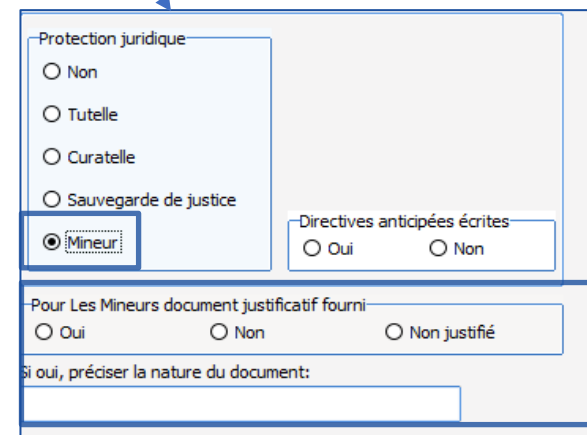 Protection juridique
Non
Tutelle
Curatelle
Sauvegarde de justice
Mineur
Directives anticipées écrites
Oui Non
Pour Les Mineurs document justificatif fourni
Oui Non Non justifié
Si oui, préciser la nature du document: